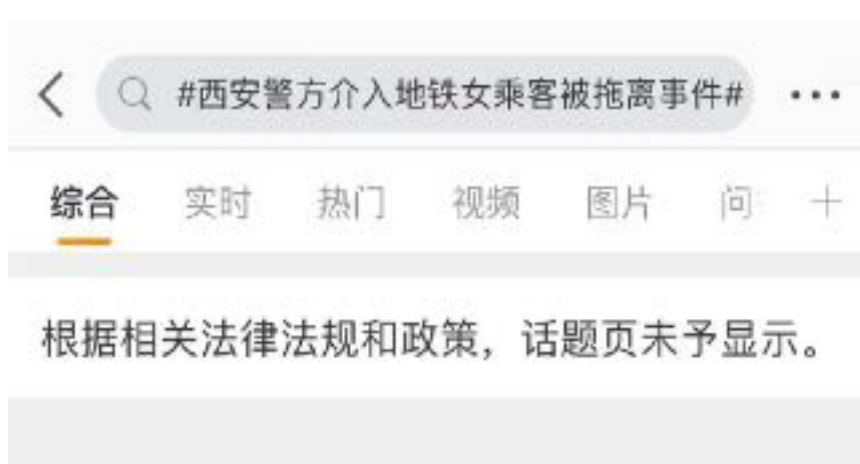 #西安警方介入地铁女乘客被拖离事件#
综合 实时 热门 视频 图片 问
根据相关法律法规和政策，话题页未予显示。